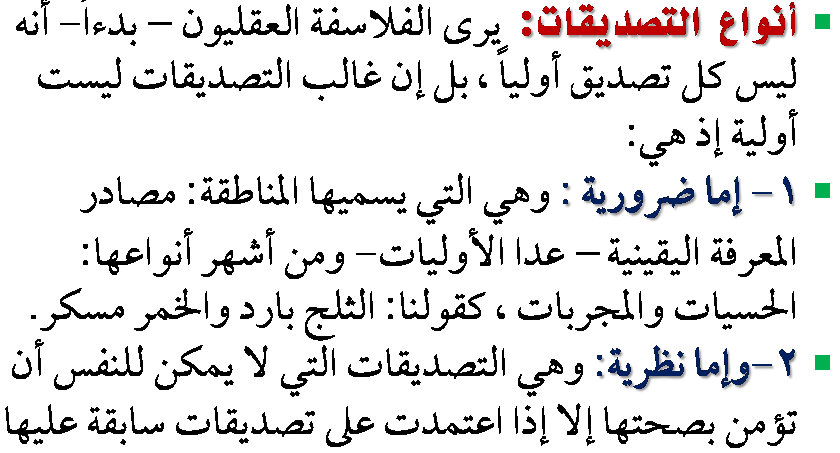 أنواع التصديقات: يرى الفلاسفة العقليون – بدءاً– أنه
ليس كل تصديق أولياً ، بل إن غالب التصديقات ليست
أولية إذ هي:
١ – إما ضرورية : وهي التي يسميها المناطقة: مصادر
المعرفة اليقينية – عدا الأوليات– ومن أشهر أنواعها:
الحسيات والمجربات ، كقولنا: الثلج بارد والخمر مسكر.
٢ –وإما نظرية: وهي التصديقات التي لا يمكن للنفس أن
تؤمن بصحتها إلا إذا اعتمدت على تصديقات سابقة عليها